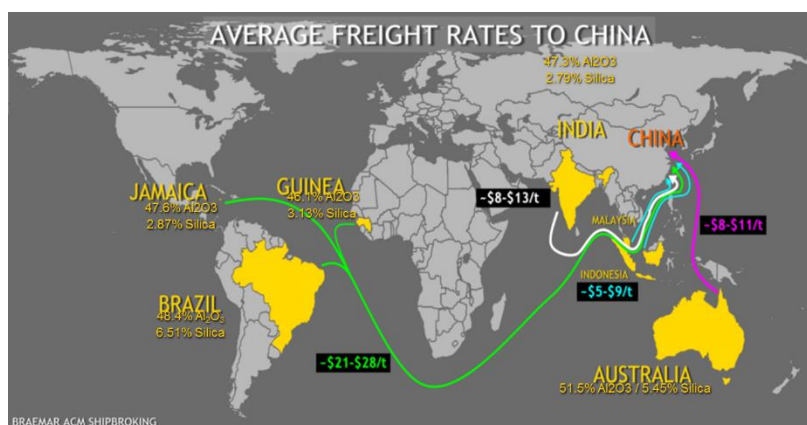 AVERAGE FREIGHT RATES TO CHINA
47.3% Al2O3
2.79% Silica
INDIA
CHINA
JAMAICA
47.6% Al2O3
2.87% Silica
GUINEA
46.1% Al2O3
3.13% Silica
~$8-$13/t
MALAYSIA
~$8-$11/t
INDONESIA
~$5-$9/t
BRAZIL
48.4% Al₂O₃
6.51% Silica
~$21-$28/t
AUSTRALIA
51.5% Al2O3 / 5.45% Silica
BRAEMAR ACM SHIPBROKING